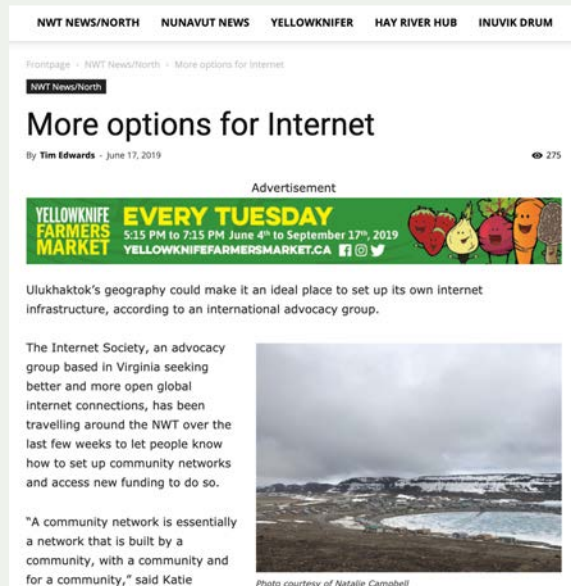 NWT NEWS/NORTH NUNAVUT NEWS YELLOWKNIFER HAY RIVER HUB INUVIK DRUM
Frontpage › NWT News/North › More options for Internet
NWT News/North
More options for Internet
By Tim Edwards - June 17, 2019 275
Advertisement
YELLOWKNIFE
FARMERS
MARKET
EVERY TUESDAY
5:15 PM to 7:15 PM June 4th to September 17th, 2019
YELLOWKNIFEFARMERSMARKET.CA
Ulukhaktok's geography could make it an ideal place to set up its own internet
infrastructure, according to an international advocacy group.
The Internet Society, an advocacy
group based in Virginia seeking
better and more open global
internet connections, has been
travelling around the NWT over the
last few weeks to let people know
how to set up community networks
and access new funding to do so.
"A community network is essentially
a network that is built by a
community, with a community and
for a community," said Katie
Photo courtesy of Natalie Campbell